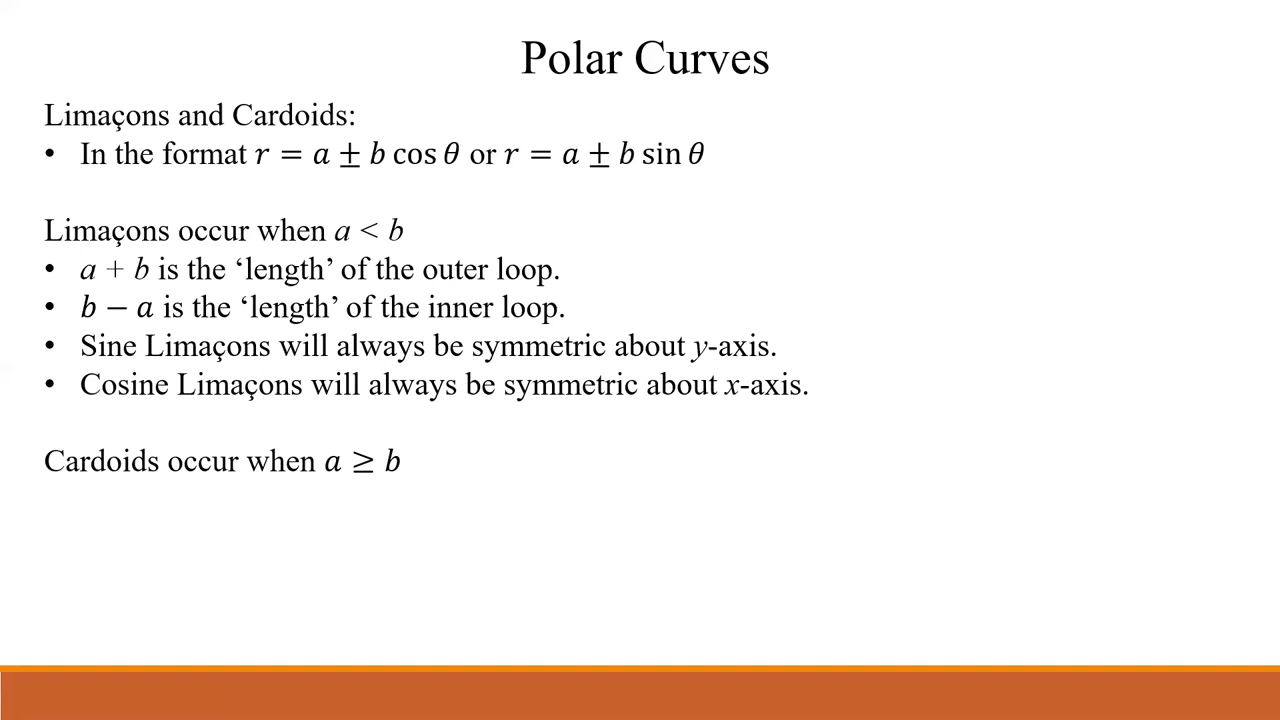 Polar Curves
Limaçons and Cardoids:
• In the format r = a ± b cos θ or r = a ± b sin θ
Limaçons occur when a < b
• a + b is the ‘length’ of the outer loop.
• b − a is the ‘length’ of the inner loop.
• Sine Limaçons will always be symmetric about y-axis.
• Cosine Limaçons will always be symmetric about x-axis.
Cardoids occur when a ≥ b